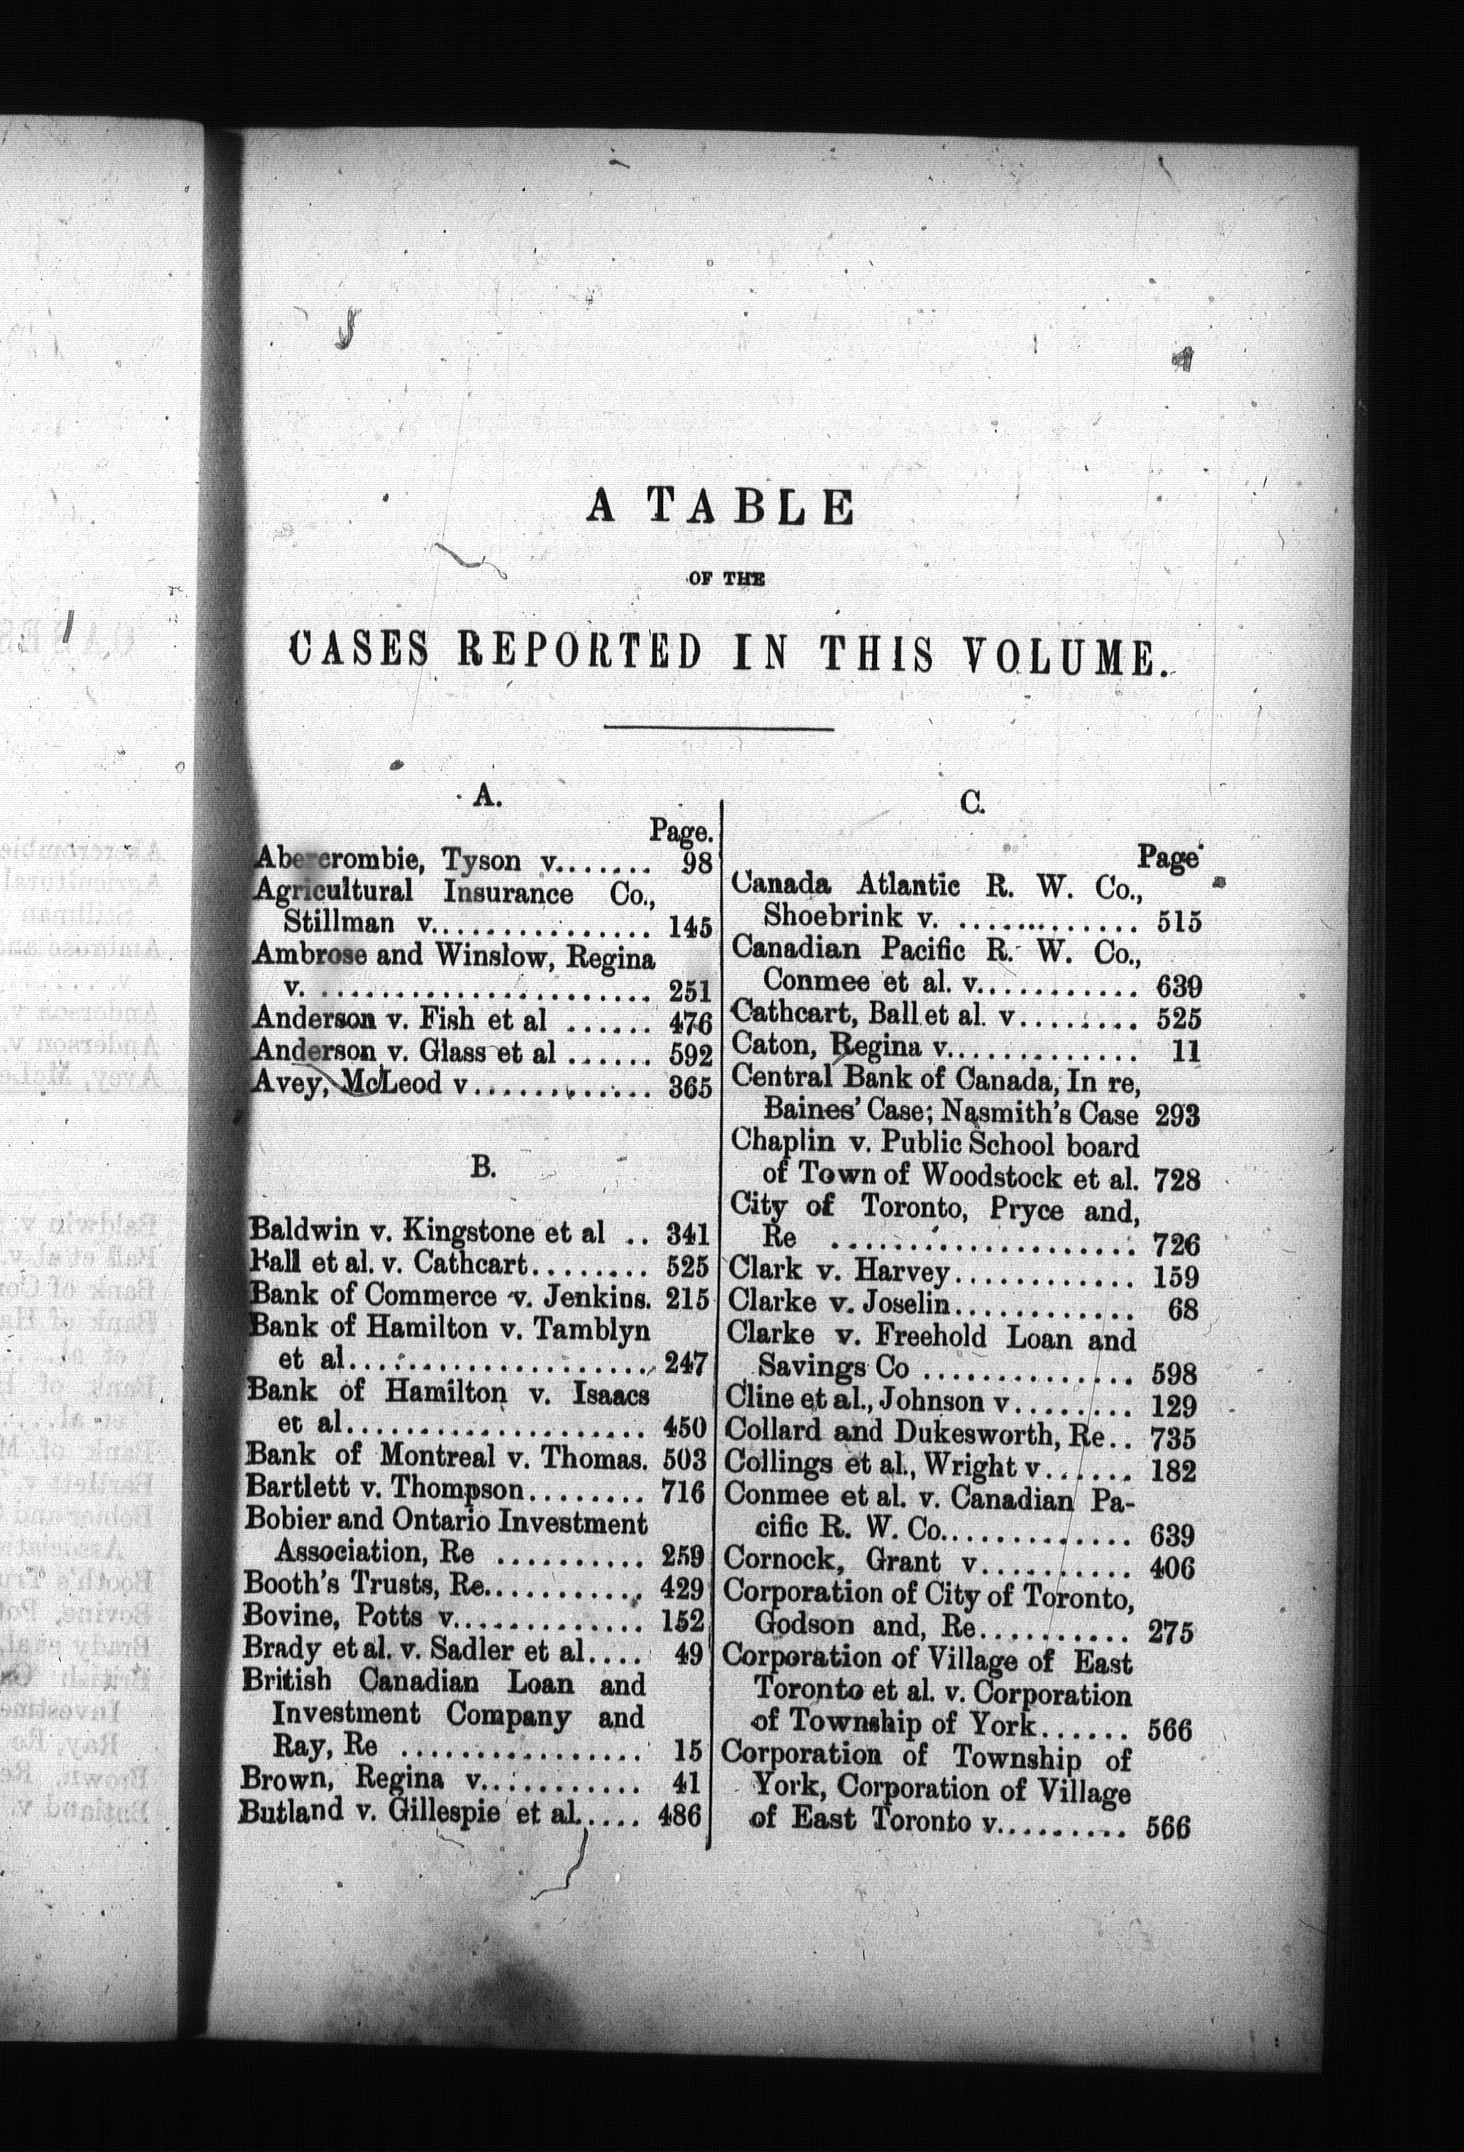 A TABLE
OF THE
CASES REPORTED IN THIS VOLUME.
A.
Page.
Abercrombie, Tyson v....... 98
Agricultural Insurance Co.,
Stillman v............... 145
Ambrose and Winslow, Regina
v. ...................... 251
Anderson v. Fish et al ...... 476
Anderson v. Glass et al ...... 592
Avey, McLeod v............ 365
B.
Baldwin v. Kingstone et al .. 341
Ball et al. v. Cathcart........ 525
Bank of Commerce v. Jenkins. 215
Bank of Hamilton v. Tamblyn
et al.................... 247
Bank of Hamilton v. Isaacs
et al.................... 450
Bank of Montreal v. Thomas. 503
Bartlett v. Thompson........ 716
Bobier and Ontario Investment
Association, Re .......... 259
Booth's Trusts, Re.......... 429
Bovine, Potts v............. 152
Brady et al. v. Sadler et al.... 49
British Canadian Loan and
Investment Company and
Ray, Re ................ 15
Brown, Regina v........... 41
Butland v. Gillespie et al..... 486
C.
Page
Canada Atlantic R. W. Co.,
Shoebrink v. ............ 515
Canadian Pacific R. W. Co.,
Conmee et al. v........... 639
Cathcart, Ball et al. v........ 525
Caton, Regina v............. 11
Central Bank of Canada, In re,
Baines' Case; Nasmith's Case 293
Chaplin v. Public School board
of Town of Woodstock et al. 728
City of Toronto, Pryce and,
Re .................... 726
Clark v. Harvey............ 159
Clarke v. Joselin............ 68
Clarke v. Freehold Loan and
Savings Co .............. 598
Cline et al., Johnson v........ 129
Collard and Dukesworth, Re.. 735
Collings et al., Wright v...... 182
Conmee et al. v. Canadian Pa-
cific R. W. Co............. 639
Cornock, Grant v.......... 406
Corporation of City of Toronto,
Godson and, Re.......... 275
Corporation of Village of East
Toronto et al. v. Corporation
of Township of York...... 566
Corporation of Township of
York, Corporation of Village
of East Toronto v......... 566